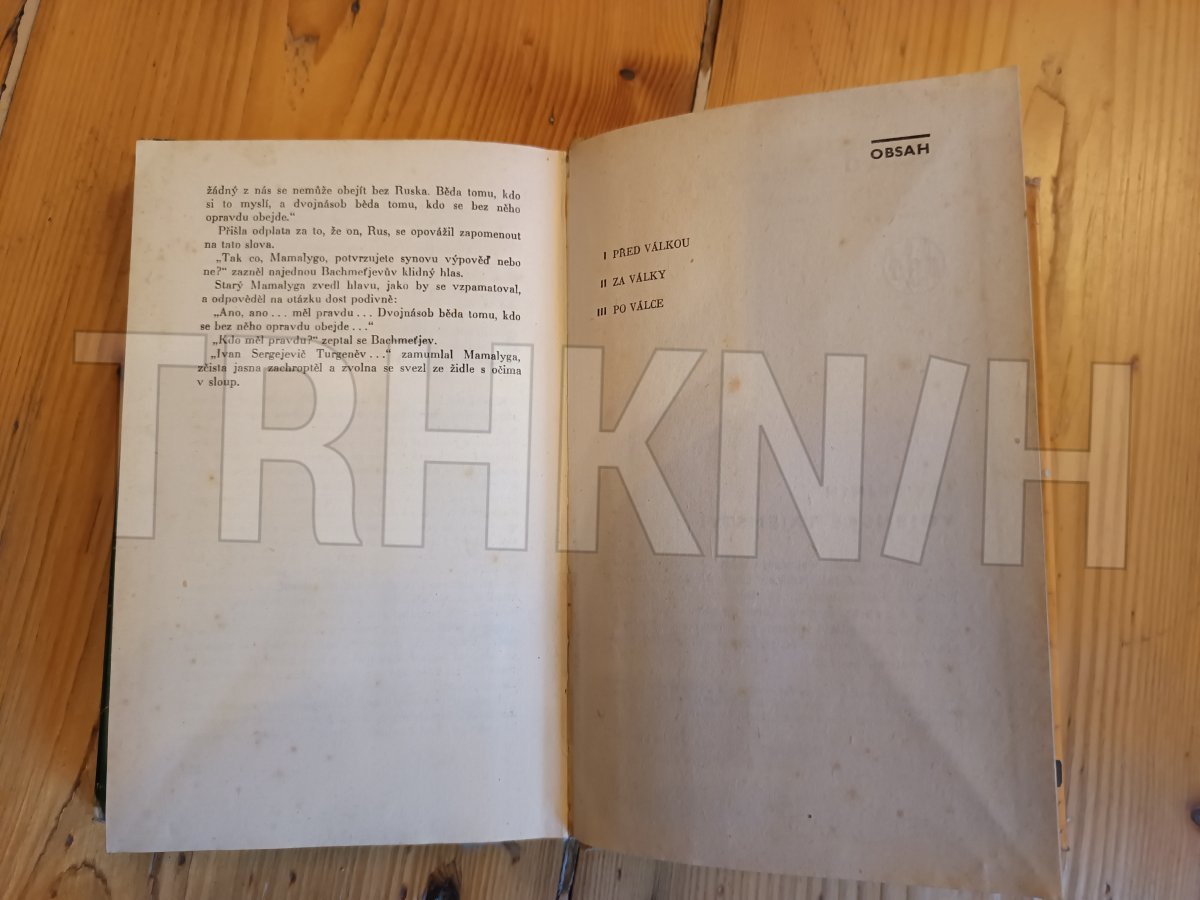 žádný z nás se nemůže obejít bez Ruska. Běda tomu, kdo
si to myslí, a dvojnásob běda tomu, kdo se bez něho
opravdu obejde.“
Přišla odplata za to, že on, Rus, se opovážil zapomenout
na tato slova.
„Tak co, Mamalygo, potvrzujete synovu výpověď nebo
ne?“ zazněl najednou Bachmeťjevův klidný hlas.
Starý Mamalyga zvedl hlavu, jako by se vzpamatoval,
a odpověděl na otázku dost podivně:
„Ano, ano... měl pravdu... Dvojnásob běda tomu, kdo
se bez něho opravdu obejde...“
„Kdo měl pravdu?“ zeptal se Bachmeťjev.
„Ivan Sergejevič Turgeněv...“ zamumlal Mamalyga,
zčista jasna zachroptěl a zvolna se svezl ze židle s očima
v sloup.
OBSAH
I PŘED VÁLKOU
II ZA VÁLKY
III PO VÁLCE
TRHKNIH